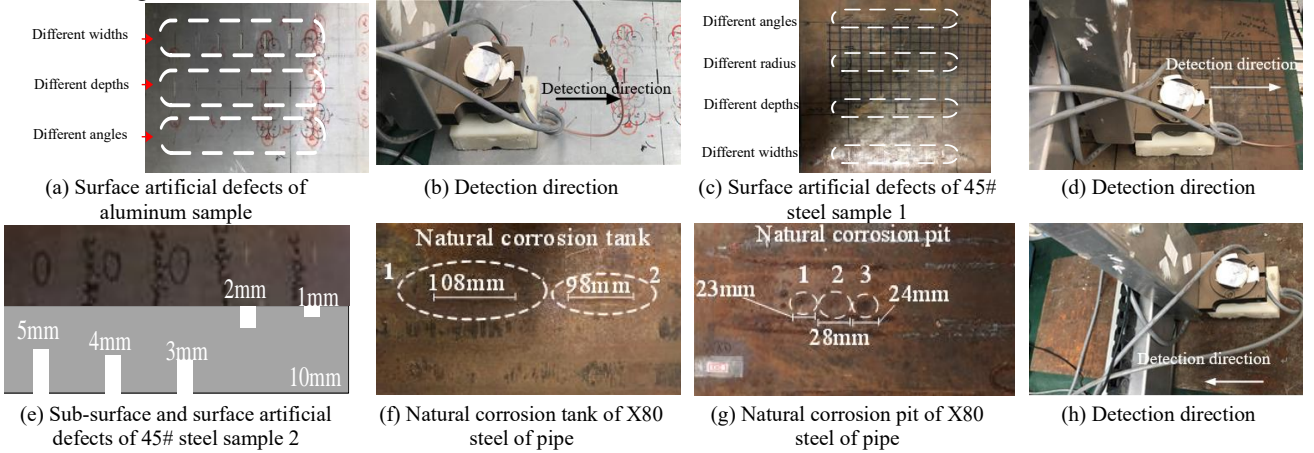 Different widths
Different depths
Different angles
(a) Surface artificial defects of
aluminum sample
Detection direction
(b) Detection direction
Different angles
Different radius
Different depths
Different widths
(c) Surface artificial defects of 45#
steel sample 1
Detection direction
(d) Detection direction
2mm
1mm
5mm
4mm
3mm
10mm
(e) Sub-surface and surface artificial
defects of 45# steel sample 2
Natural corrosion tank
1
108mm
98mm
2
(f) Natural corrosion tank of X80
steel of pipe
Natural corrosion pit
1 2 3
23mm
24mm
28mm
(g) Natural corrosion pit of X80
steel of pipe
Detection direction
(h) Detection direction